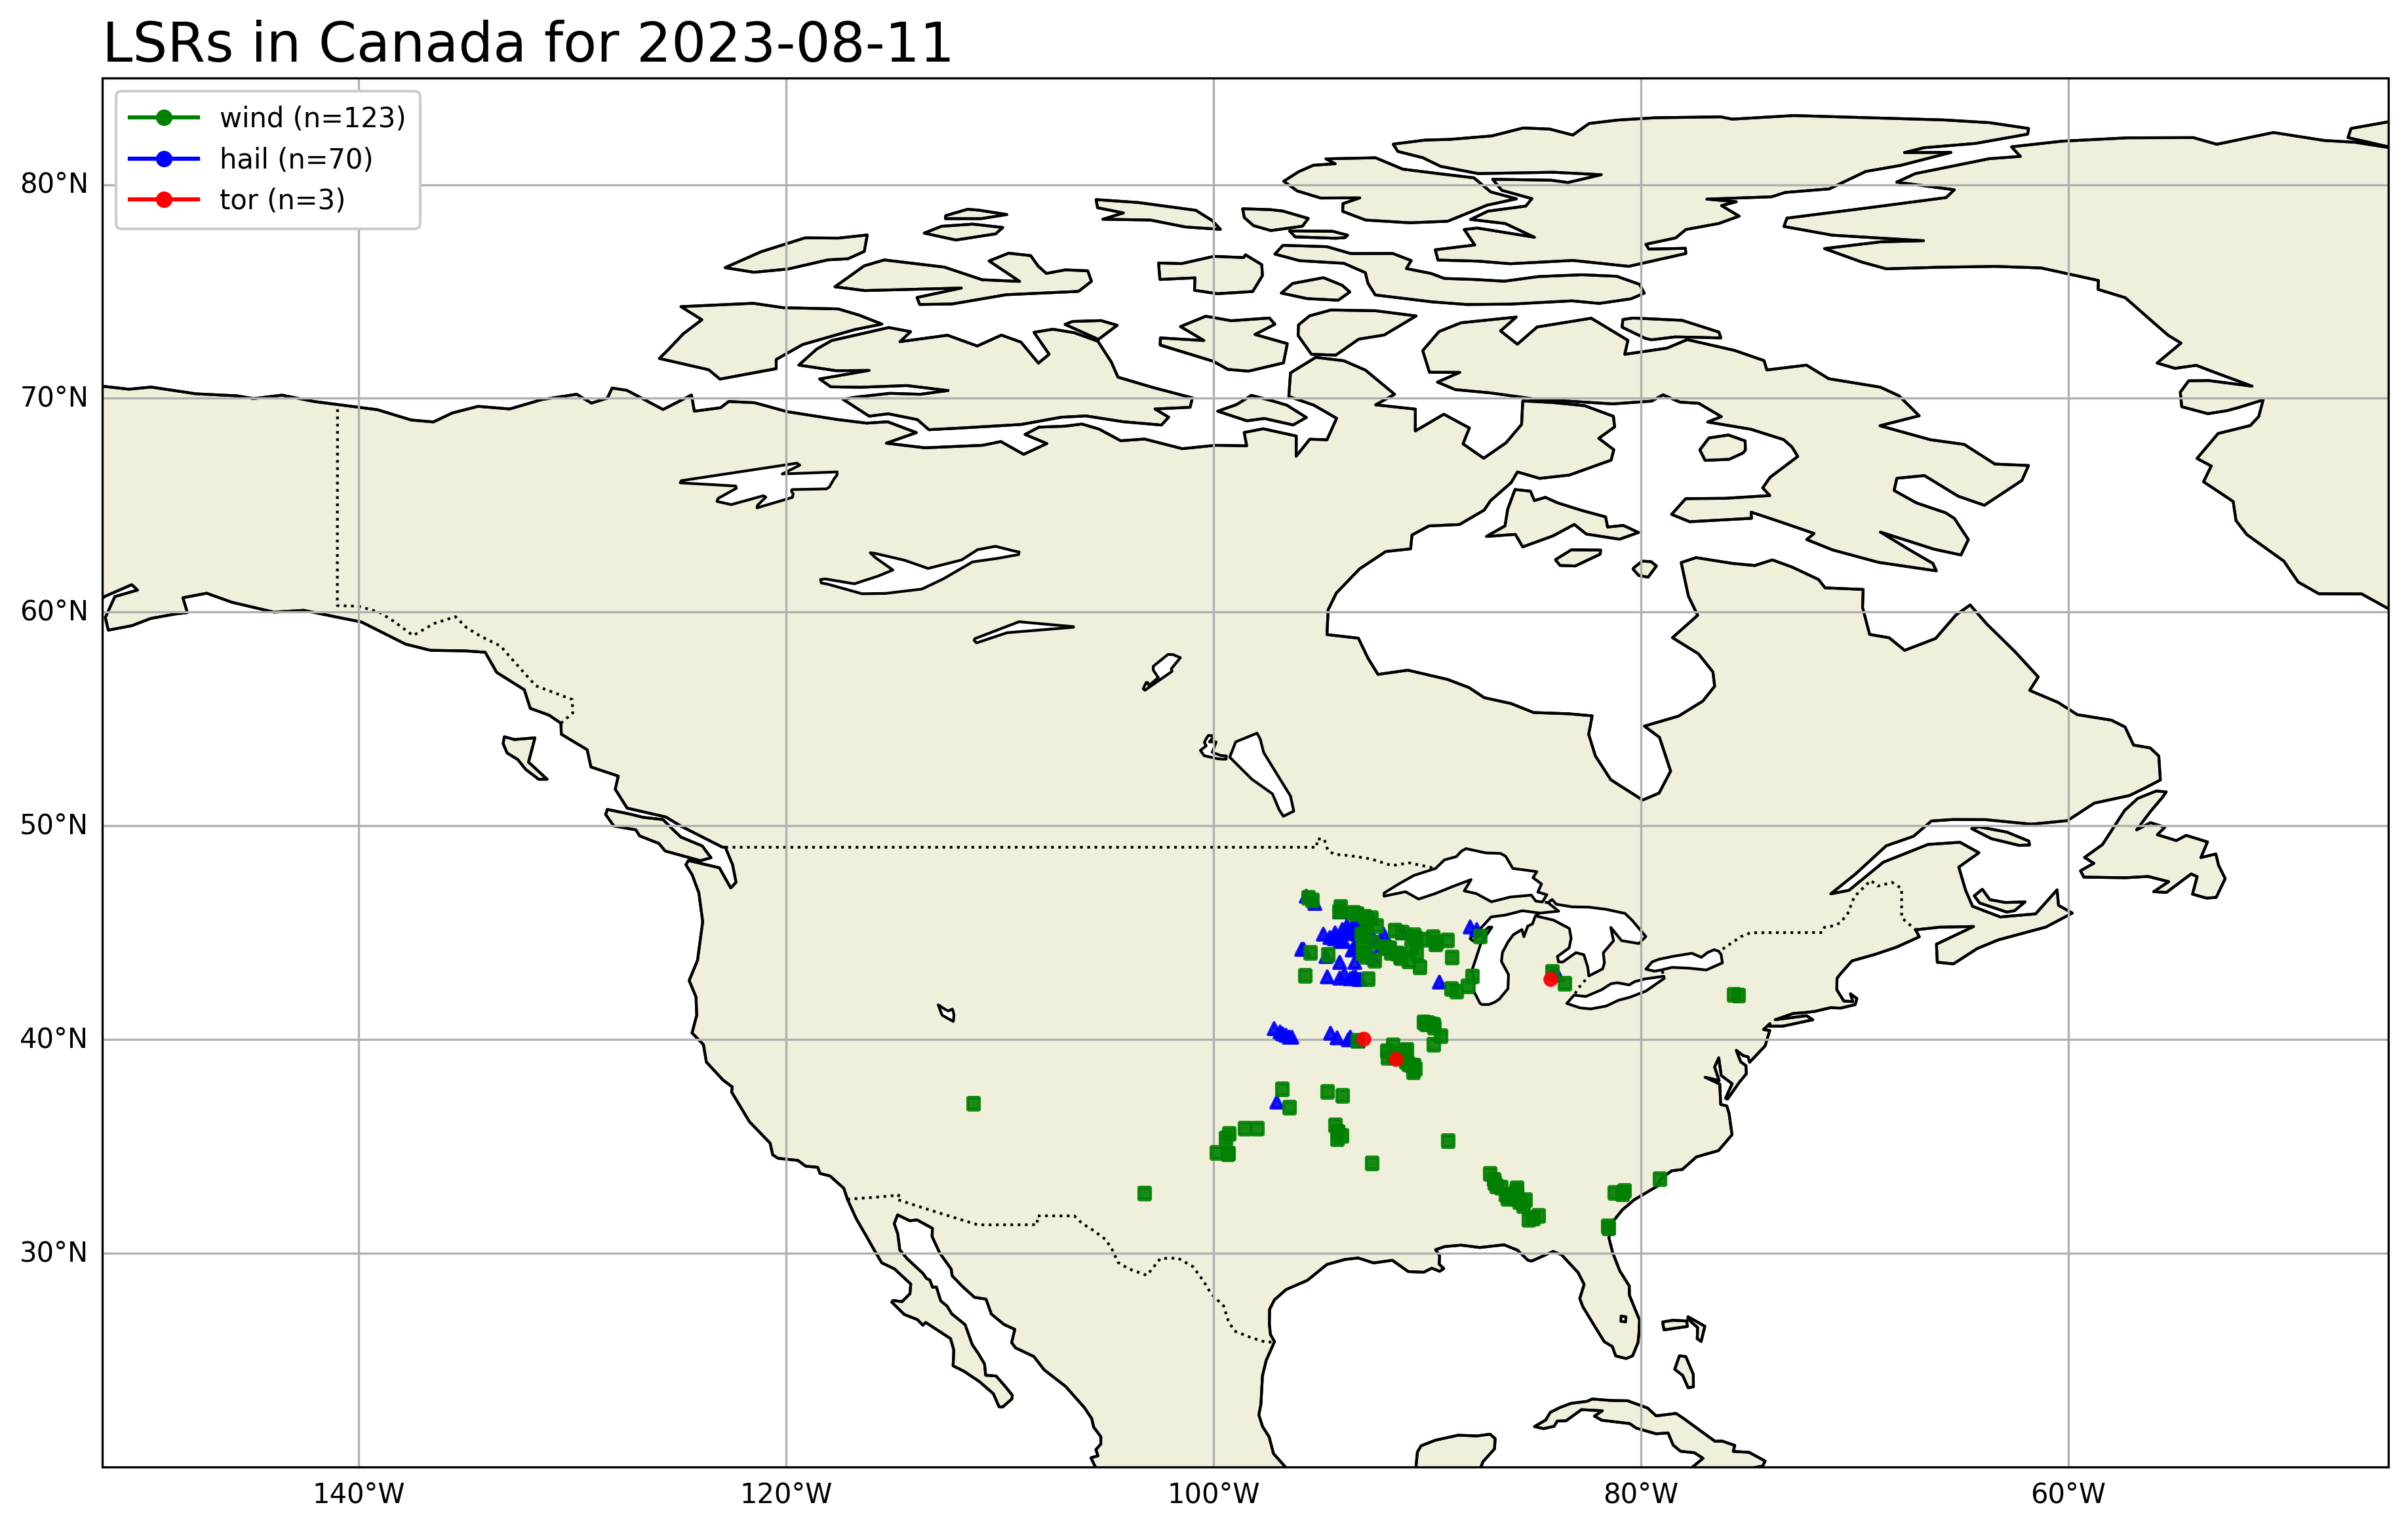 LSRs in Canada for 2023-08-11
wind (n=123)
hail (n=70)
tor (n=3)
80°N
70°N
60°N
50°N
40°N
30°N
140°W
120°W
100°W
80°W
60°W